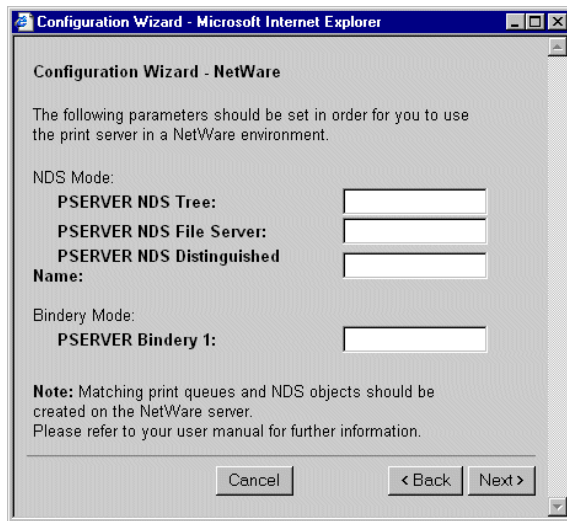 Configuration Wizard - Microsoft Internet Explorer
Configuration Wizard - NetWare
The following parameters should be set in order for you to use
the print server in a NetWare environment.
NDS Mode:
PSERVER NDS Tree:
PSERVER NDS File Server:
PSERVER NDS Distinguished
Name:
Bindery Mode:
PSERVER Bindery 1:
Note: Matching print queues and NDS objects should be
created on the NetWare server.
Please refer to your user manual for further information.
Cancel
< Back
Next >